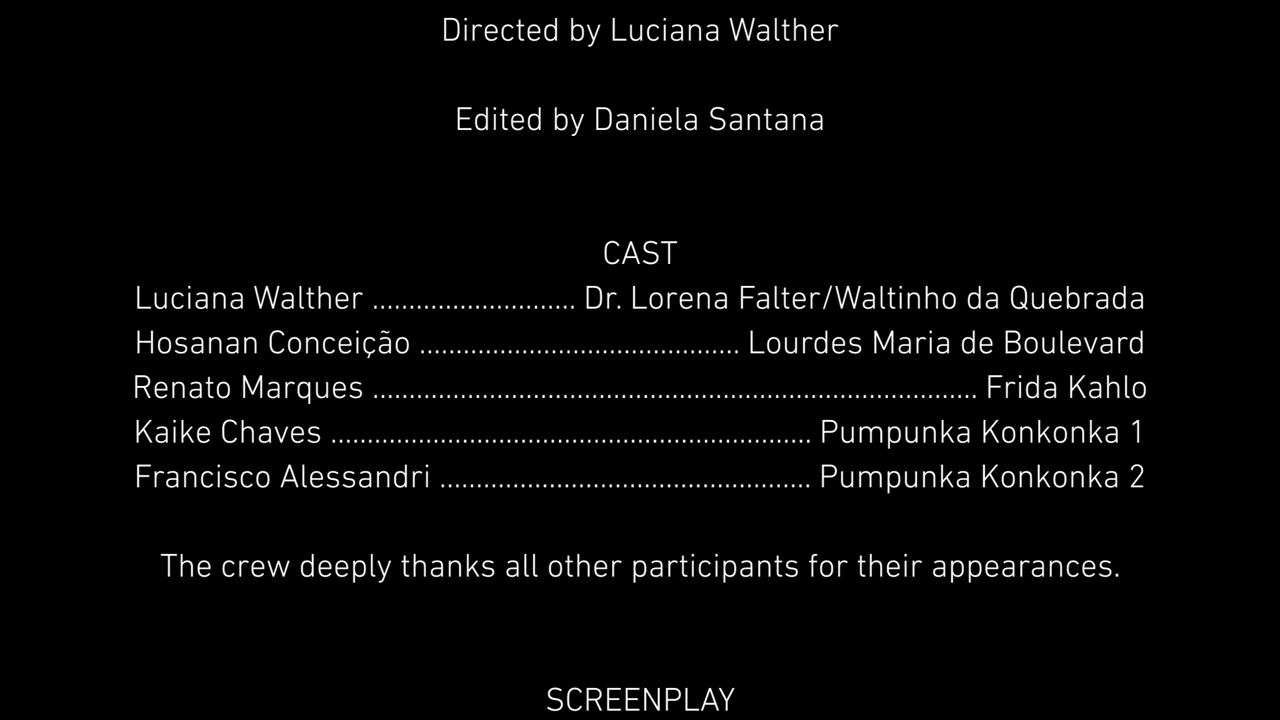 Directed by Luciana Walther
Edited by Daniela Santana
CAST
Luciana Walther ............................ Dr. Lorena Falter/Waltinho da Quebrada
Hosanan Conceição ............................................ Lourdes Maria de Boulevard
Renato Marques ................................................................................... Frida Kahlo
Kaike Chaves .................................................................. Pumpunka Konkonka 1
Francisco Alessandri ................................................... Pumpunka Konkonka 2
The crew deeply thanks all other participants for their appearances.
SCREENPLAY